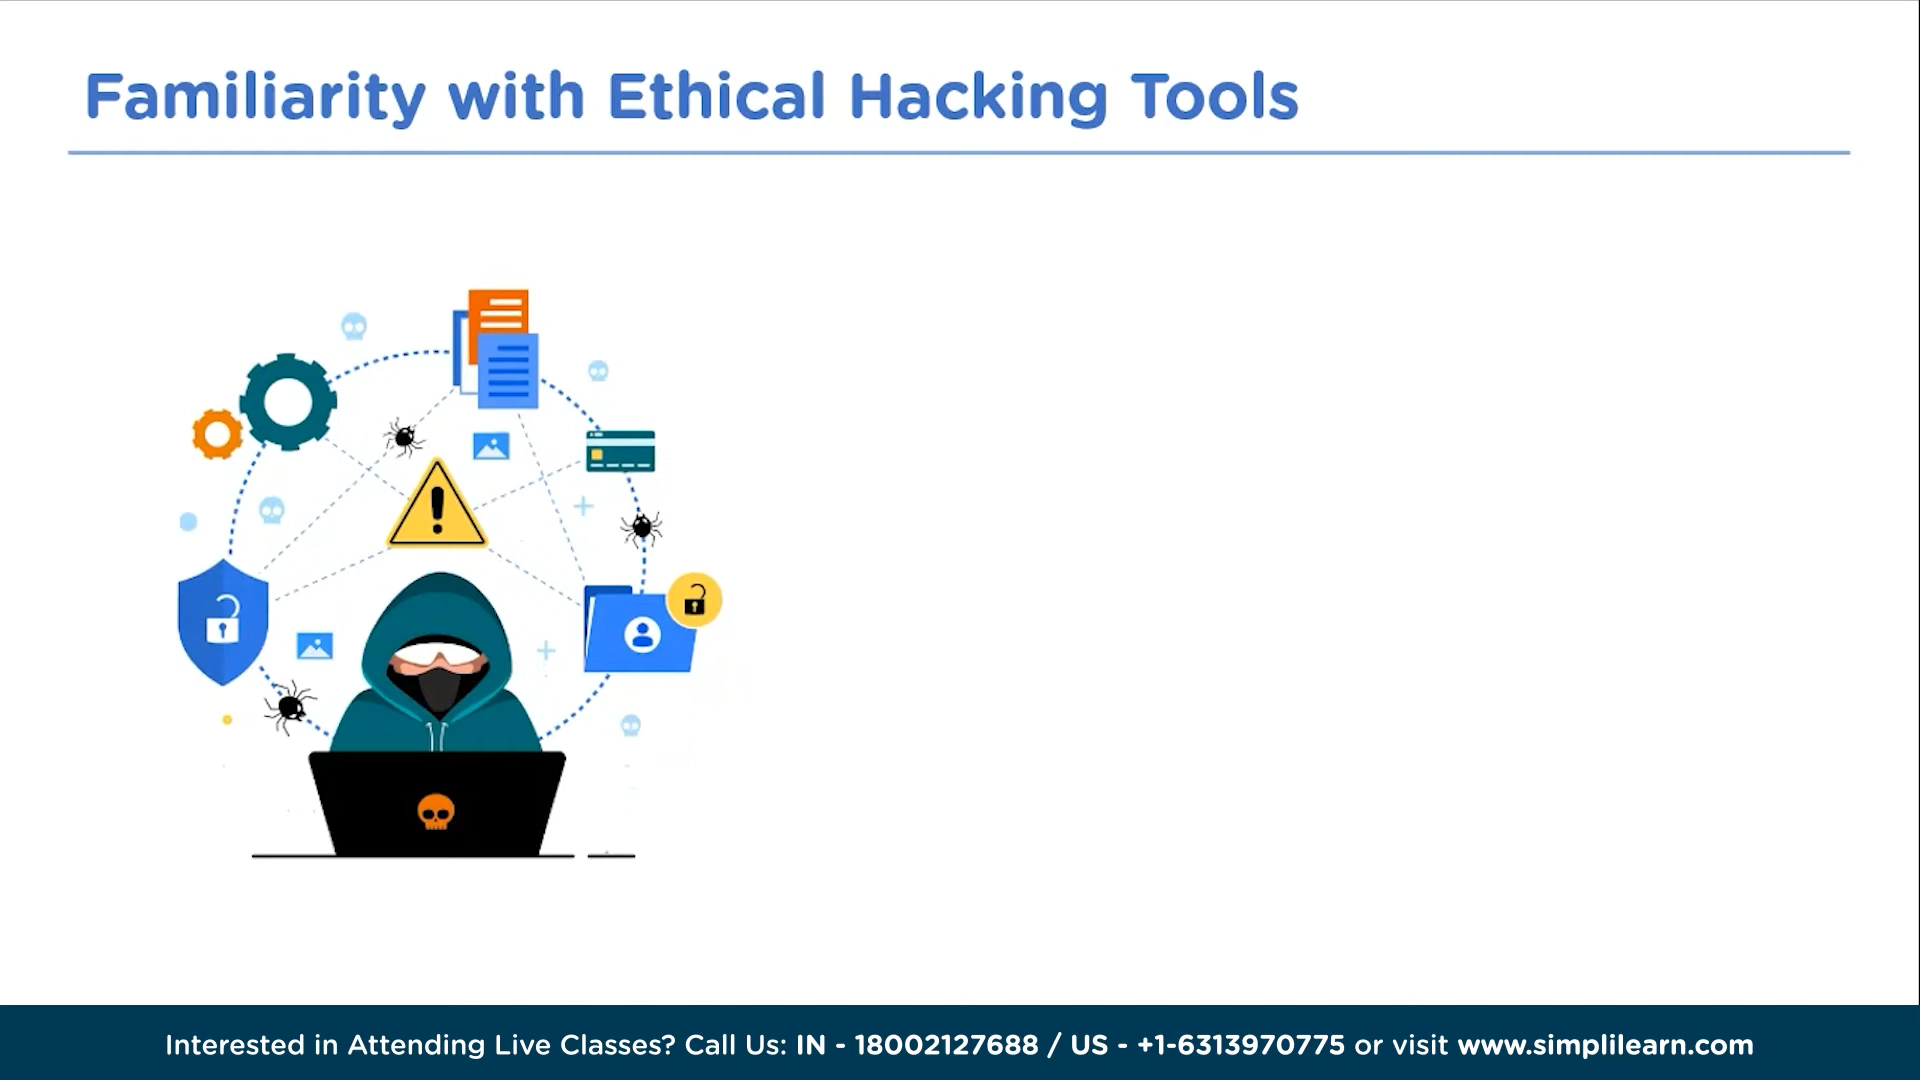 Familiarity with Ethical Hacking Tools
Interested in Attending Live Classes? Call Us: IN - 18002127688 / US - +1-6313970775 or visit www.simplilearn.com